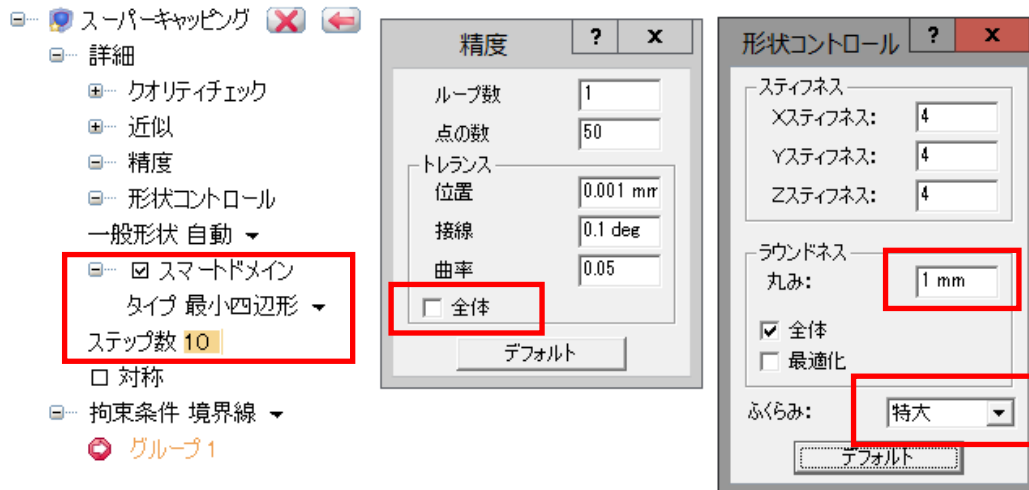 スーパーキャッピング
詳細
クオリティチェック
近似
精度
形状コントロール
一般形状 自動
スマートドメイン
タイプ 最小四辺形
ステップ数 10
対称
拘束条件 境界線
グループ 1
精度 ? x
ループ数 1
点の数 50
トレランス
位置 0.001 mm
接線 0.1 deg
曲率 0.05
全体
デフォルト
形状コントロール ? x
スティフネス
Xスティフネス: 4
Yスティフネス: 4
Zスティフネス: 4
ラウンドネス
丸み: 1 mm
全体
最適化
ふくらみ: 特大
デフォルト